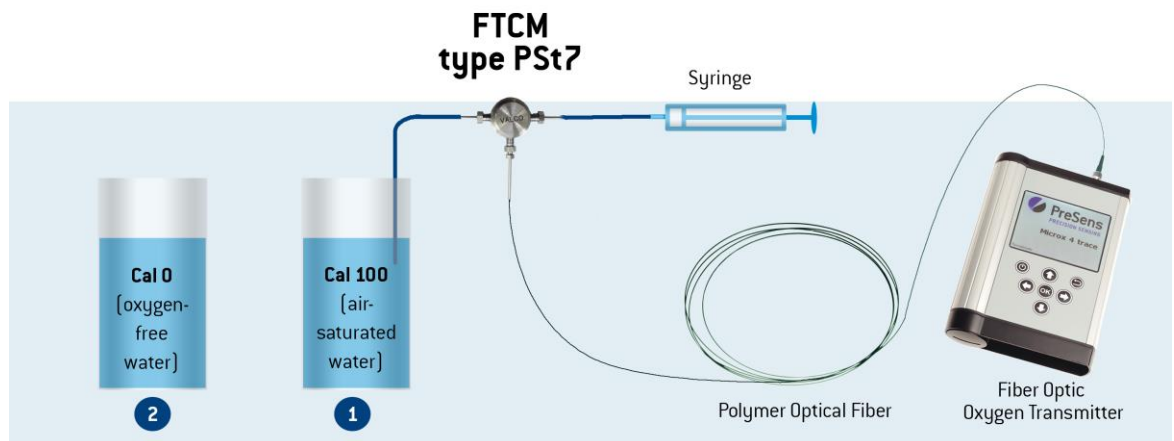 FTCM
type PSt7
Syringe
VALCO
PreSens
PRECISION SENSING
Microx 4 trace
OK
Cal 0
(oxygen-
free
water)
Cal 100
(air-
saturated
water)
2
1
Polymer Optical Fiber
Fiber Optic
Oxygen Transmitter